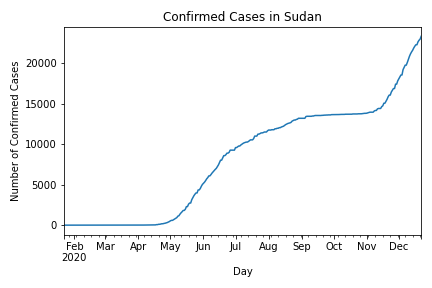 Confirmed Cases in Sudan
Number of Confirmed Cases
20000
15000
10000
5000
0
Feb Mar Apr May Jun Jul Aug Sep Oct Nov Dec
2020
Day